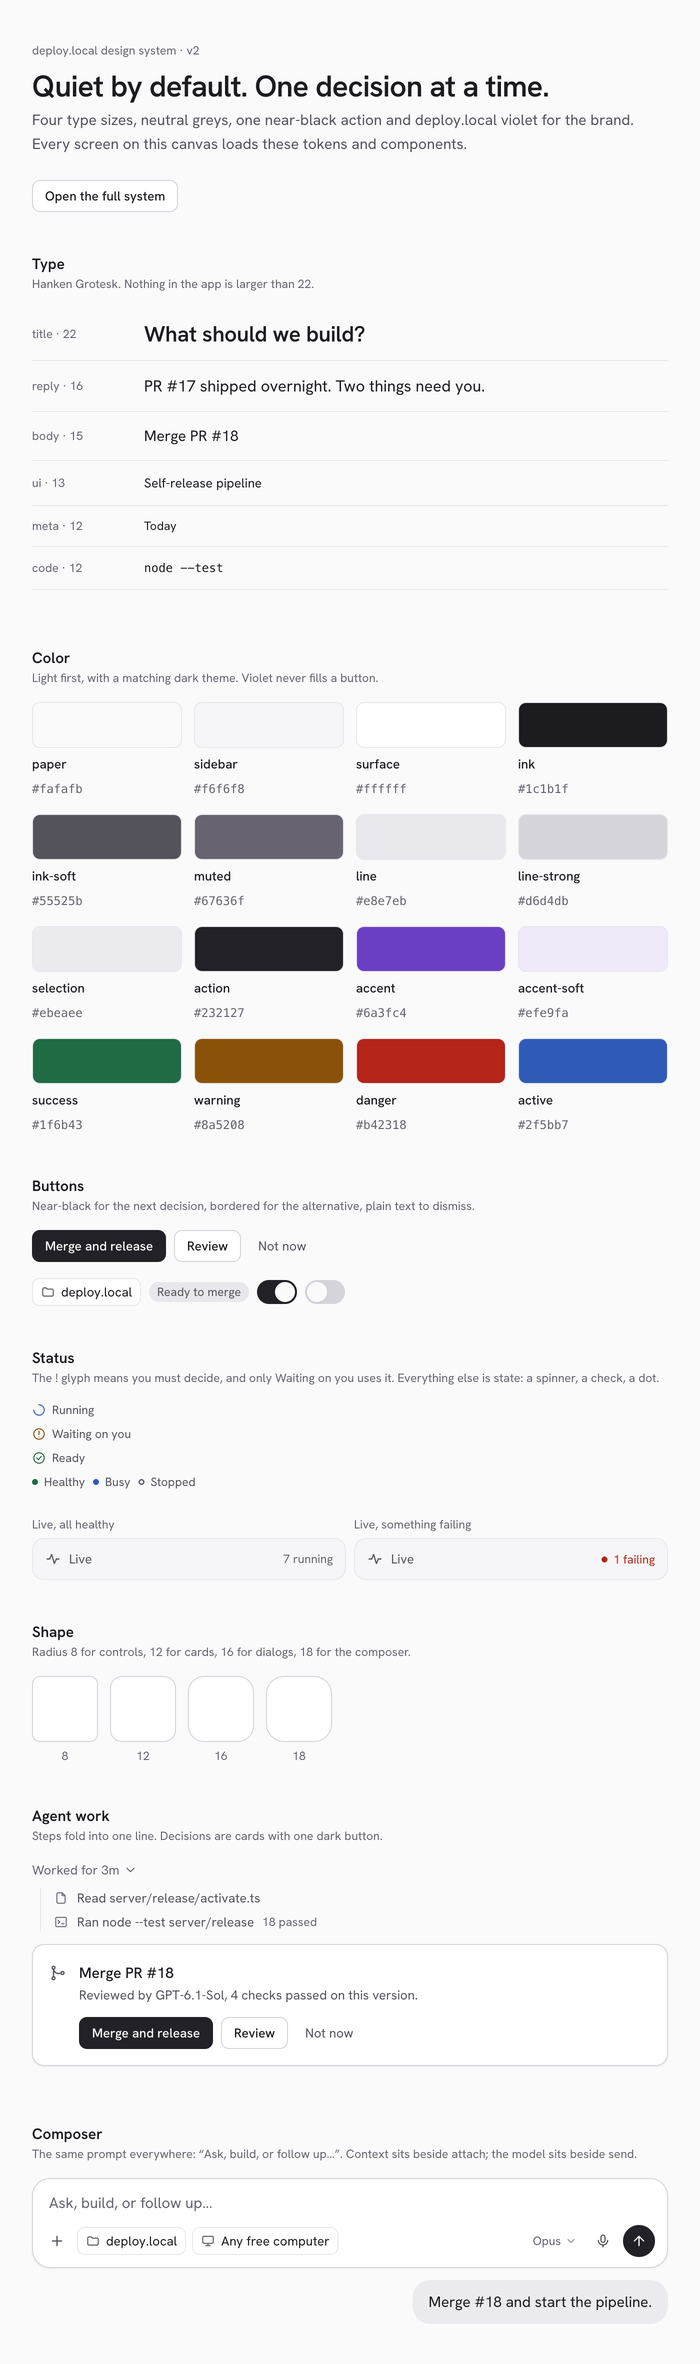 deploy.local design system · v2
Quiet by default. One decision at a time.
Four type sizes, neutral greys, one near-black action and deploy.local violet for the brand.
Every screen on this canvas loads these tokens and components.
Open the full system
Type
Hanken Grotesk. Nothing in the app is larger than 22.
title · 22 What should we build?
reply · 16 PR #17 shipped overnight. Two things need you.
body · 15 Merge PR #18
ui · 13 Self-release pipeline
meta · 12 Today
code · 12 node --test
Color
Light first, with a matching dark theme. Violet never fills a button.
paper sidebar surface ink
#fafafb #f6f6f8 #ffffff #1c1b1f
ink-soft muted line line-strong
#55525b #67636f #e8e7eb #d6d4db
selection action accent accent-soft
#ebeaee #232127 #6a3fc4 #efe9fa
success warning danger active
#1f6b43 #8a5208 #b42318 #2f5bb7
Buttons
Near-black for the next decision, bordered for the alternative, plain text to dismiss.
Merge and release Review Not now
deploy.local Ready to merge
Status
The ! glyph means you must decide, and only Waiting on you uses it. Everything else is state: a spinner, a check, a dot.
Running
Waiting on you
Ready
Healthy Busy Stopped
Live, all healthy Live, something failing
Live 7 running Live 1 failing
Shape
Radius 8 for controls, 12 for cards, 16 for dialogs, 18 for the composer.
8 12 16 18
Agent work
Steps fold into one line. Decisions are cards with one dark button.
Worked for 3m
Read server/release/activate.ts
Ran node --test server/release 18 passed
Merge PR #18
Reviewed by GPT-6.1-Sol, 4 checks passed on this version.
Merge and release Review Not now
Composer
The same prompt everywhere: “Ask, build, or follow up…”. Context sits beside attach; the model sits beside send.
Ask, build, or follow up…
deploy.local Any free computer Opus
Merge #18 and start the pipeline.